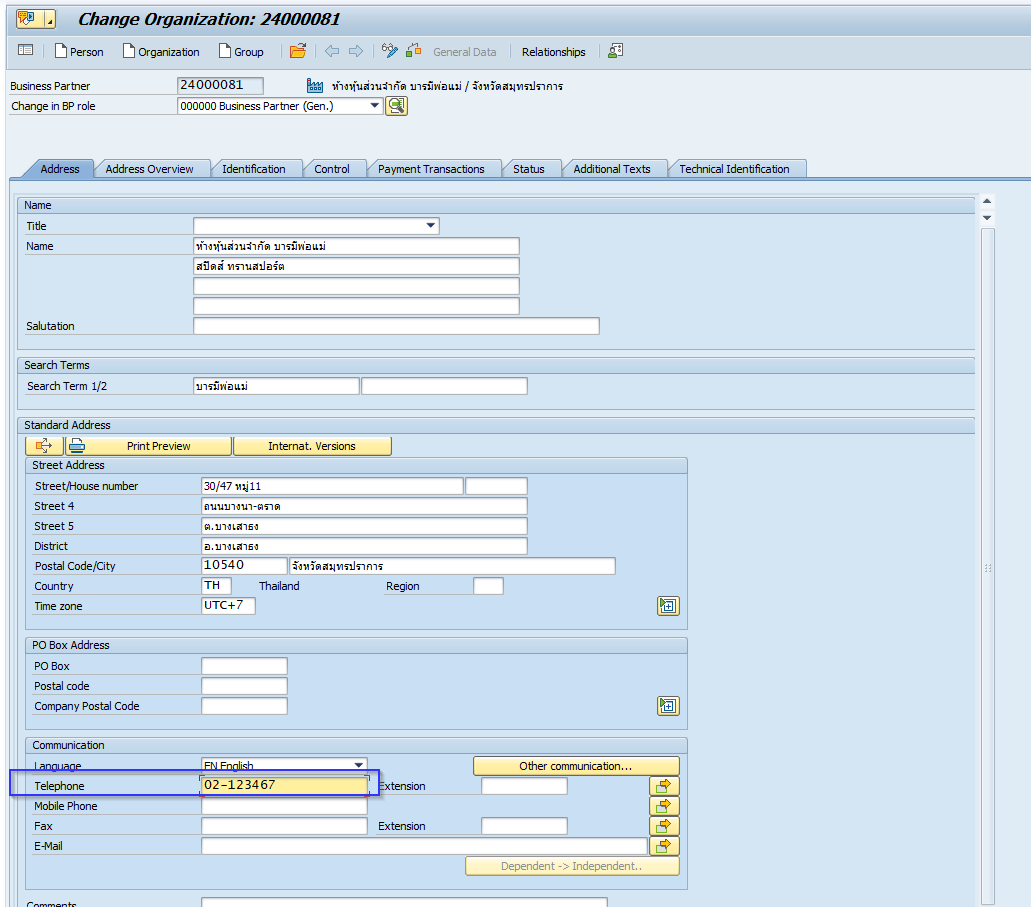 Change Organization: 24000081
Person Organization Group General Data Relationships
Business Partner 24000081 ห้างหุ้นส่วนจำกัด บารมีพ่อแม่ / จังหวัดสมุทรปราการ
Change in BP role 000000 Business Partner (Gen.)
Address Address Overview Identification Control Payment Transactions Status Additional Texts Technical Identification
Name
Title
Name ห้างหุ้นส่วนจำกัด บารมีพ่อแม่
สปีดส์ ทรานสปอร์ต
Salutation
Search Terms
Search Term 1/2 บารมีพ่อแม่
Standard Address
Print Preview Internat. Versions
Street Address
Street/House number 30/47 หมู่11
Street 4 ถนนบางนา-ตราด
Street 5 ต.บางเสาธง
District อ.บางเสาธง
Postal Code/City 10540 จังหวัดสมุทรปราการ
Country TH Thailand Region
Time zone UTC+7
PO Box Address
PO Box
Postal code
Company Postal Code
Communication
Language EN English Other communication...
Telephone 02-123467 Extension
Mobile Phone
Fax Extension
E-Mail
Dependent -> Independent..
Comments